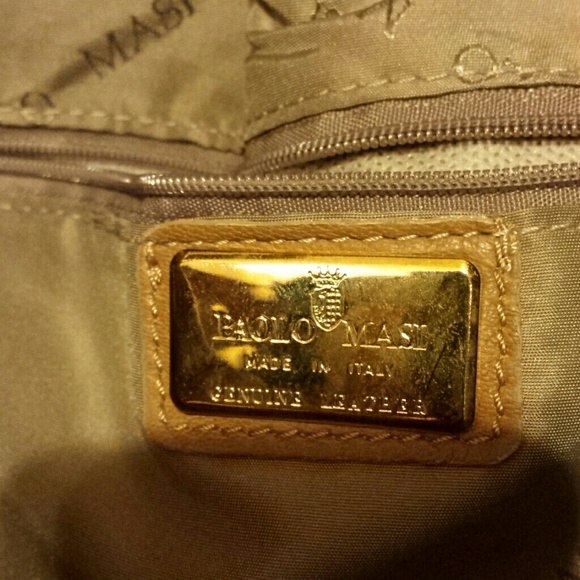 MASI
PAOLO MASI
MADE IN ITALY
GENUINE LEATHER